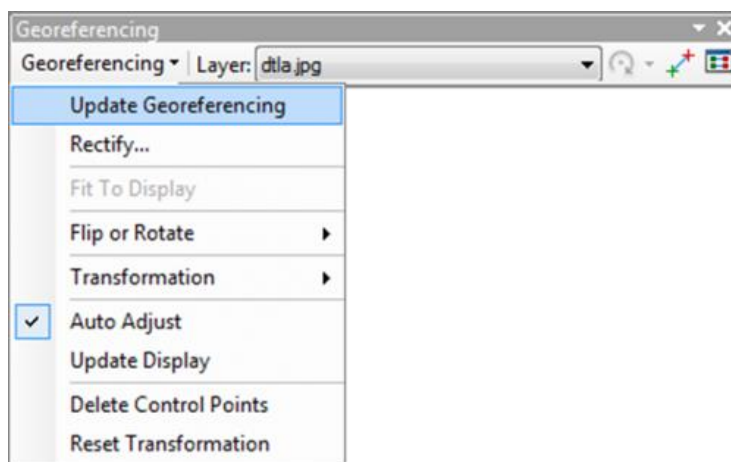 Georeferencing
Georeferencing Layer: dtla.jpg
Update Georeferencing
Rectify...
Fit To Display
Flip or Rotate
Transformation
Auto Adjust
Update Display
Delete Control Points
Reset Transformation